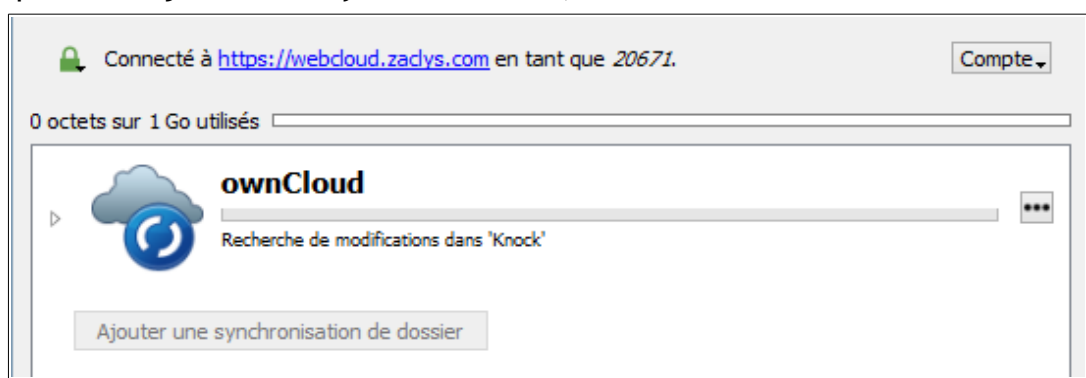 Connecté à https://webcloud.zaclys.com en tant que 20671.
Compte
0 octets sur 1 Go utilisés
ownCloud
Recherche de modifications dans 'Knock'
Ajouter une synchronisation de dossier